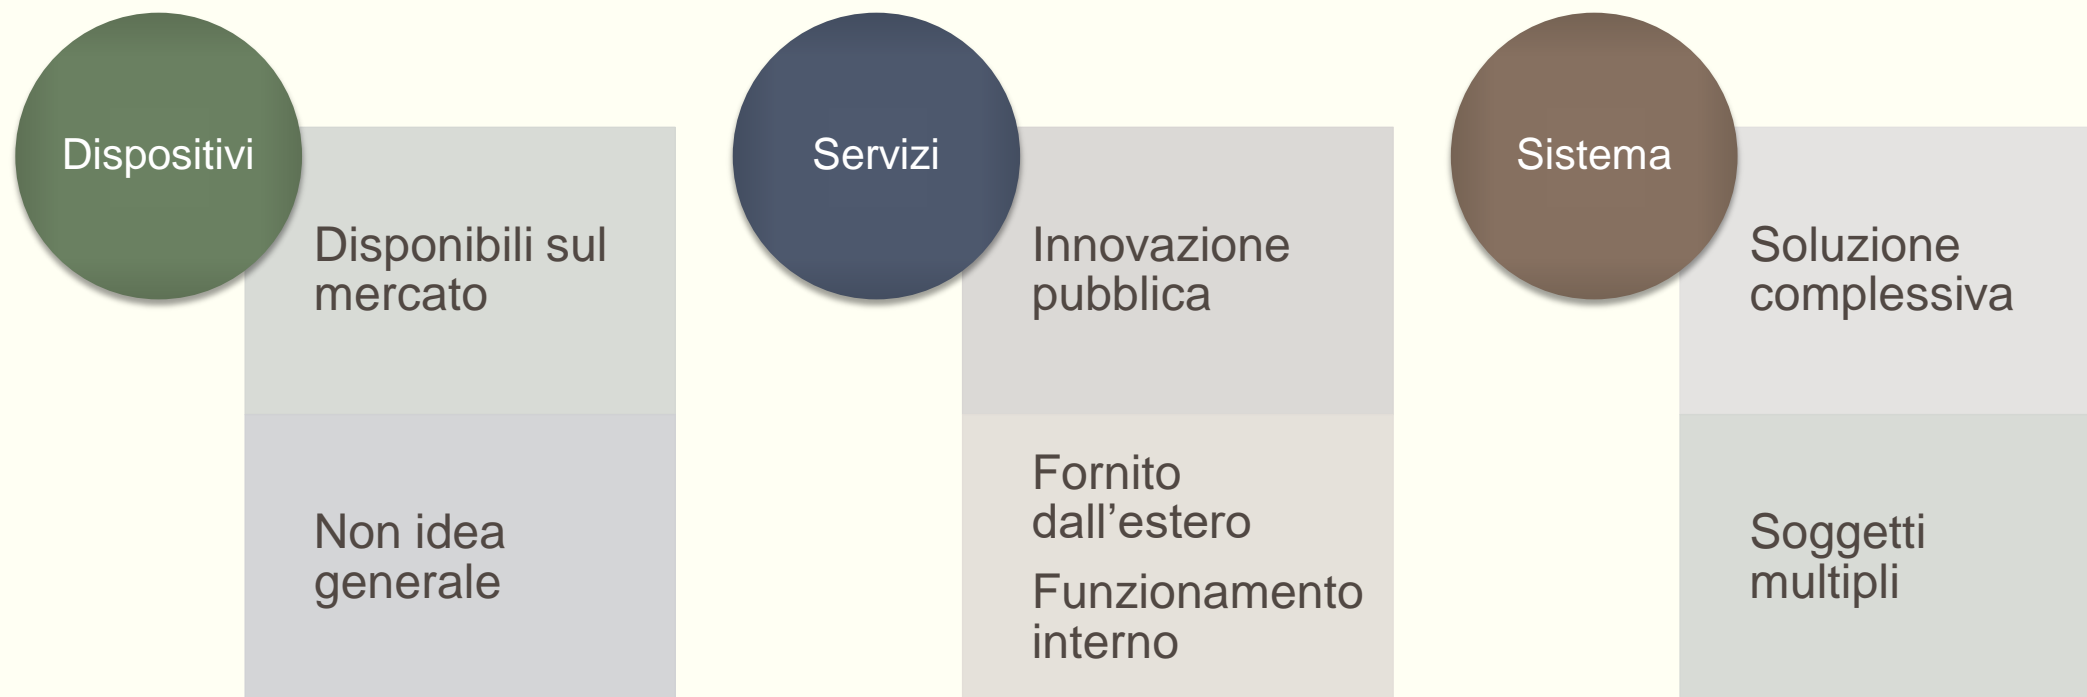 Dispositivi
Disponibili sul
mercato
Non idea
generale
Servizi
Innovazione
pubblica
Fornito
dall’estero
Funzionamento
interno
Sistema
Soluzione
complessiva
Soggetti
multipli